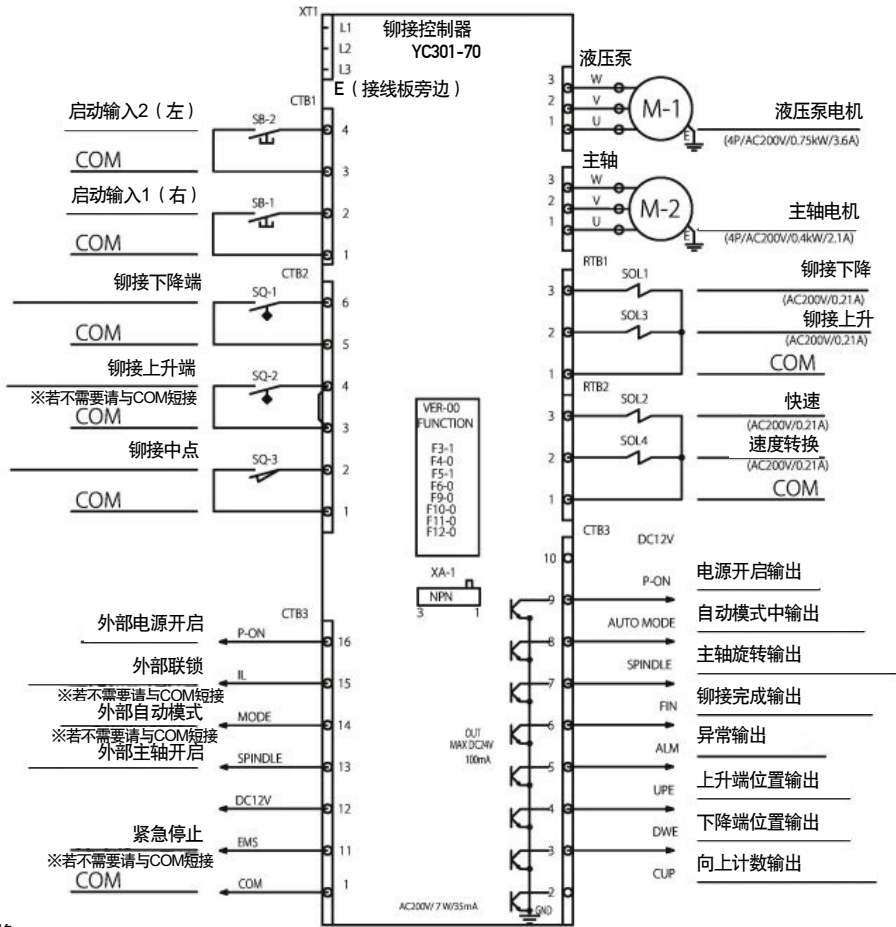 XT1
L1
L2
L3
铆接控制器
YC301-70
E（接线板旁边）
CTB1
启动输入2（左）
SB-2
4
COM
3
启动输入1（右）
SB-1
2
COM
1
CTB2
铆接下降端
SQ-1
6
COM
5
铆接上升端
SQ-2
4
※若不需要请与COM短接
COM
3
铆接中点
SQ-3
2
COM
1
VER-00
FUNCTION
F3-1
F4-0
F5-1
F6-0
F9-0
F10-0
F11-0
F12-0
XA-1
NPN
3 1
CTB3
外部电源开启
P-ON
16
外部联锁
IL
15
※若不需要请与COM短接
外部自动模式
MODE
14
※若不需要请与COM短接
外部主轴开启
SPINDLE
13
DC12V
12
紧急停止
EMS
11
※若不需要请与COM短接
COM
COM
1
AC200V/7W/35mA
液压泵
3 W
2 V
1 U
M-1
E
液压泵电机
(4P/AC200V/0.75kW/3.6A)
主轴
3 W
2 V
1 U
M-2
E
主轴电机
(4P/AC200V/0.4kW/2.1A)
RTB1
SOL1
3
铆接下降
(AC200V/0.21A)
SOL3
2
铆接上升
(AC200V/0.21A)
COM
1
RTB2
SOL2
3
快速
(AC200V/0.21A)
SOL4
2
速度转换
(AC200V/0.21A)
COM
1
CTB3
DC12V
10
P-ON
电源开启输出
9
AUTO MODE
自动模式中输出
8
SPINDLE
主轴旋转输出
7
FIN
铆接完成输出
6
OUT
MAX DC24V
100mA
ALM
异常输出
5
UPE
上升端位置输出
4
DWE
下降端位置输出
3
CUP
向上计数输出
2
GND